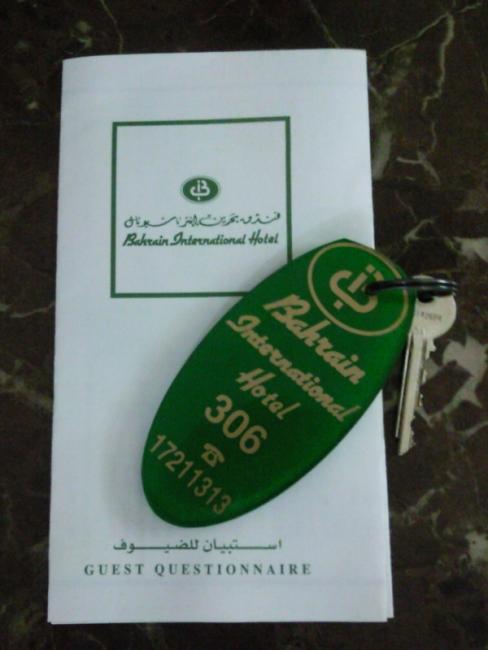 فندق بحرين انترناشيونال
Bahrain International Hotel
Bahrain
International
Hotel
306
☎
17211313
استبيان للضيوف
GUEST QUESTIONNAIRE